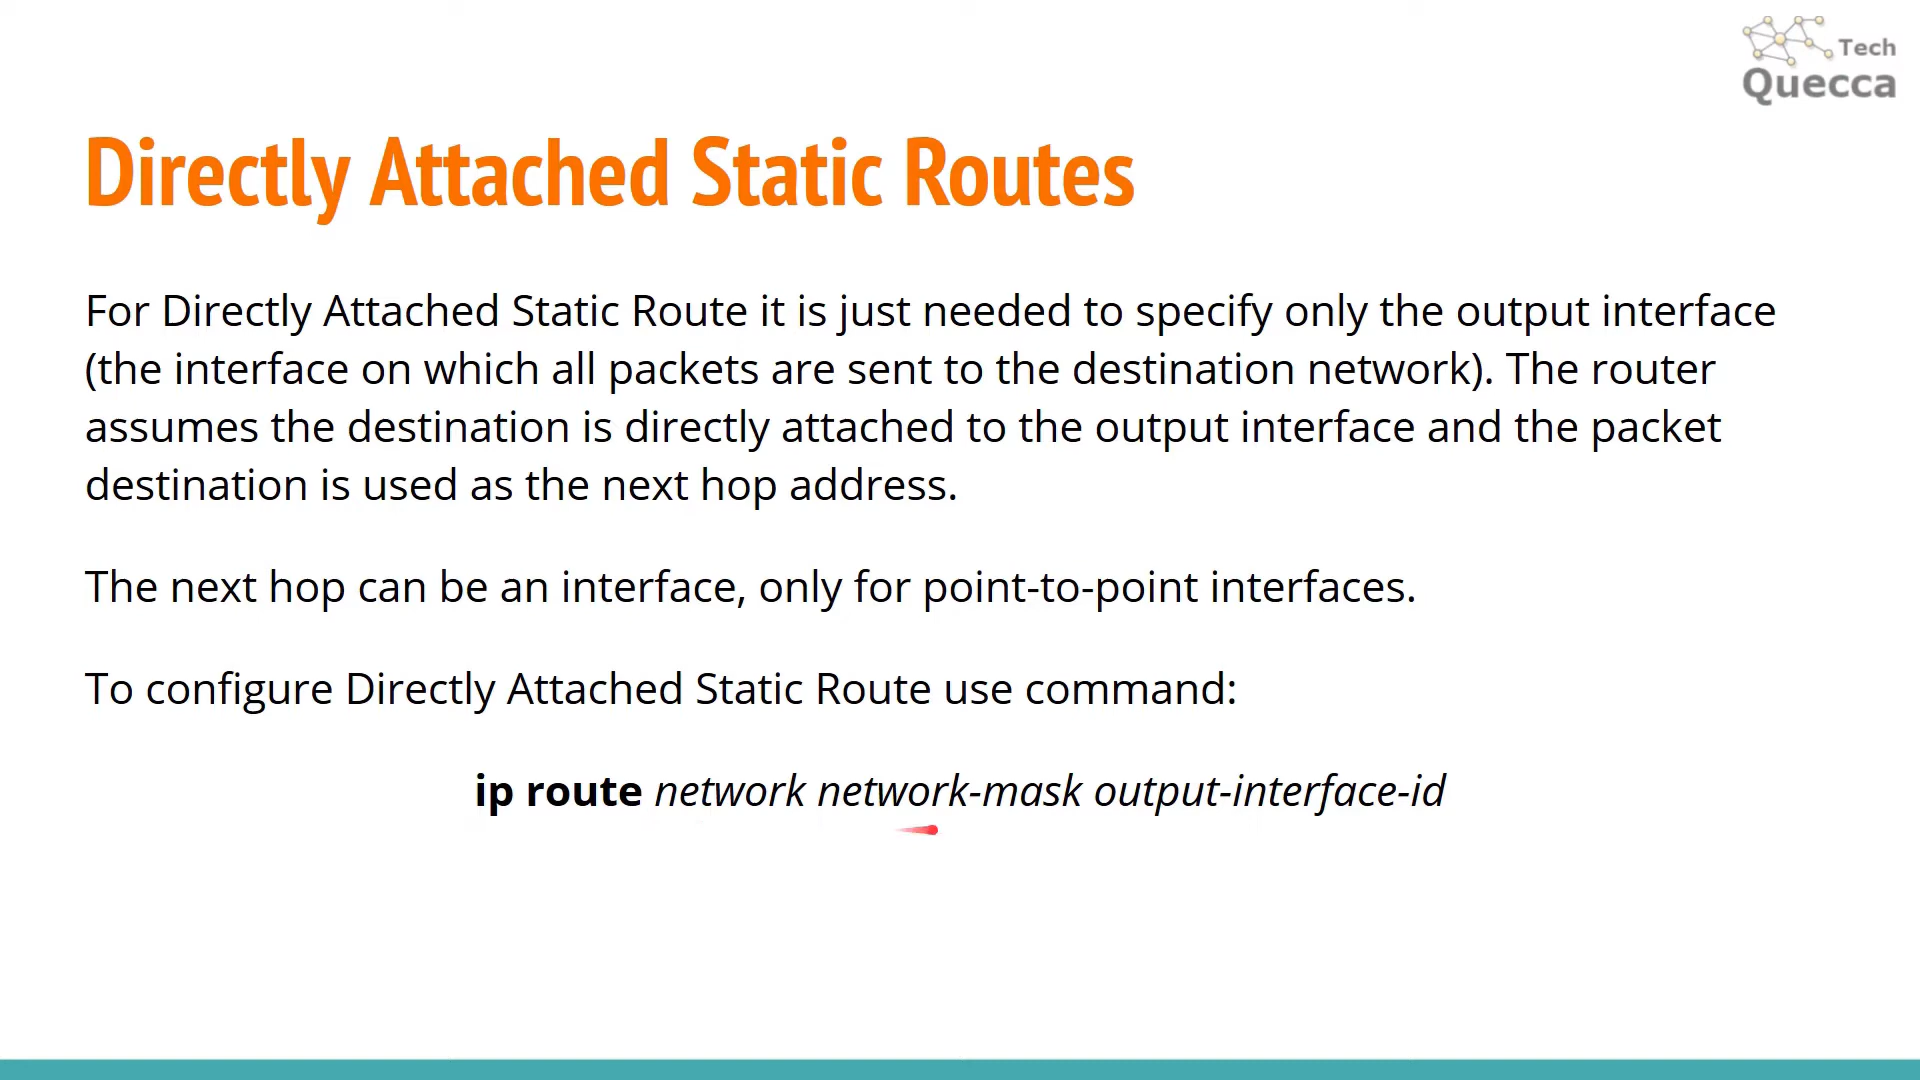 Tech
Quecca
Directly Attached Static Routes
For Directly Attached Static Route it is just needed to specify only the output interface
(the interface on which all packets are sent to the destination network). The router
assumes the destination is directly attached to the output interface and the packet
destination is used as the next hop address.
The next hop can be an interface, only for point-to-point interfaces.
To configure Directly Attached Static Route use command:
ip route network network-mask output-interface-id